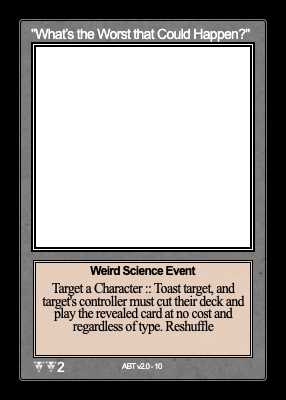 "What's the Worst that Could Happen?"
Weird Science Event
Target a Character :: Toast target, and
target's controller must cut their deck and
play the revealed card at no cost and
regardless of type. Reshuffle
2
ABT v2.0 - 10